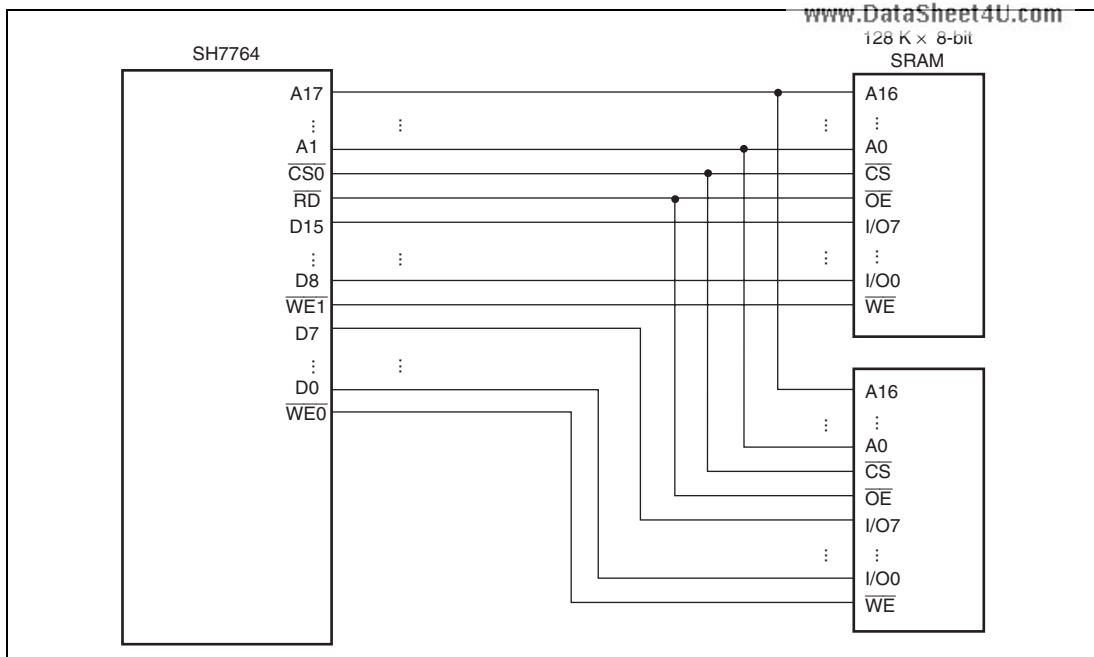 www.DataSheet4U.com
128 K × 8-bit
SRAM
SH7764
A17
⋮
A1
CS0
RD
D15
⋮
D8
WE1
D7
⋮
D0
WE0
⋮
⋮
⋮
A16
⋮
A0
CS
OE
I/O7
⋮
I/O0
WE
⋮
⋮
A16
⋮
A0
CS
OE
I/O7
⋮
I/O0
WE
⋮
⋮